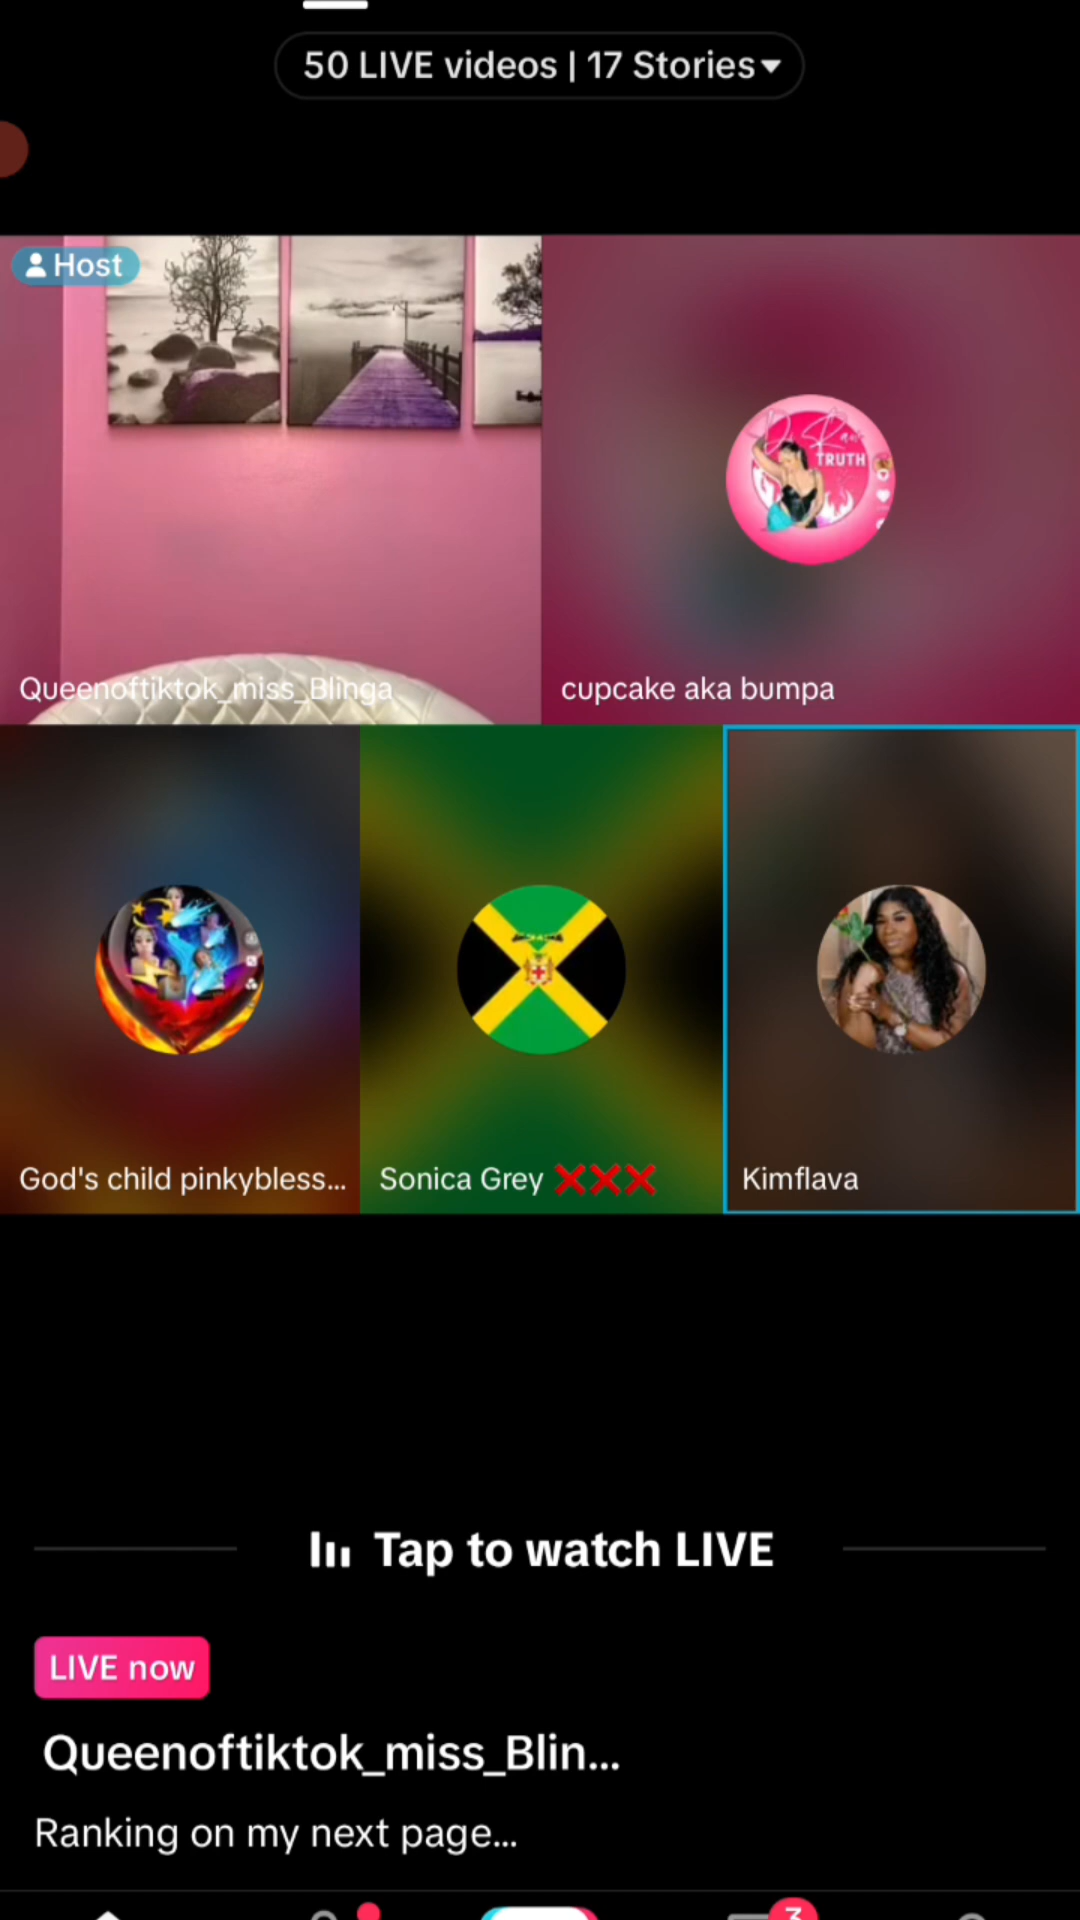 50 LIVE videos | 17 Stories
Host
TRUTH
Queenoftiktok_miss_Blinga
cupcake aka bumpa
God's child pinkybless...
Sonica Grey ❌❌❌
Kimflava
Tap to watch LIVE
LIVE now
Queenoftiktok_miss_Blin...
Ranking on my next page...
3